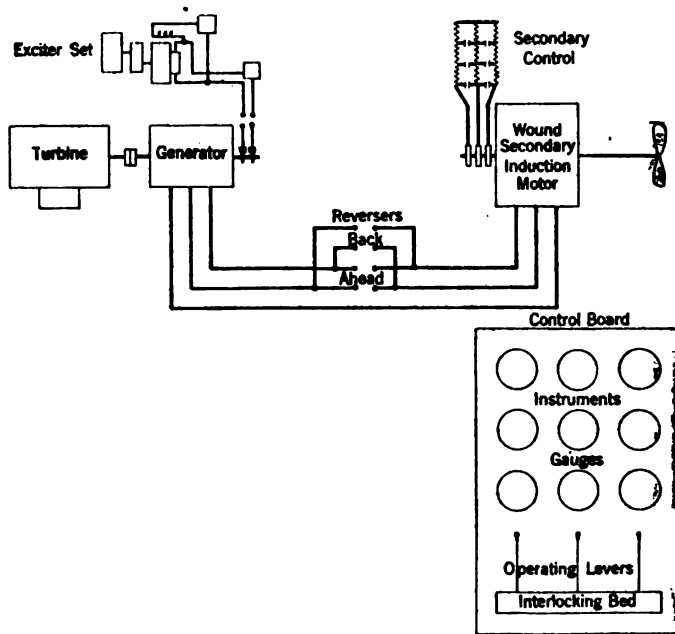 Exciter Set
Secondary
Control
Turbine
Generator
Wound
Secondary
Induction
Motor
Reversers
Back
Ahead
Control Board
Instruments
Gauges
Operating Levers
Interlocking Bed